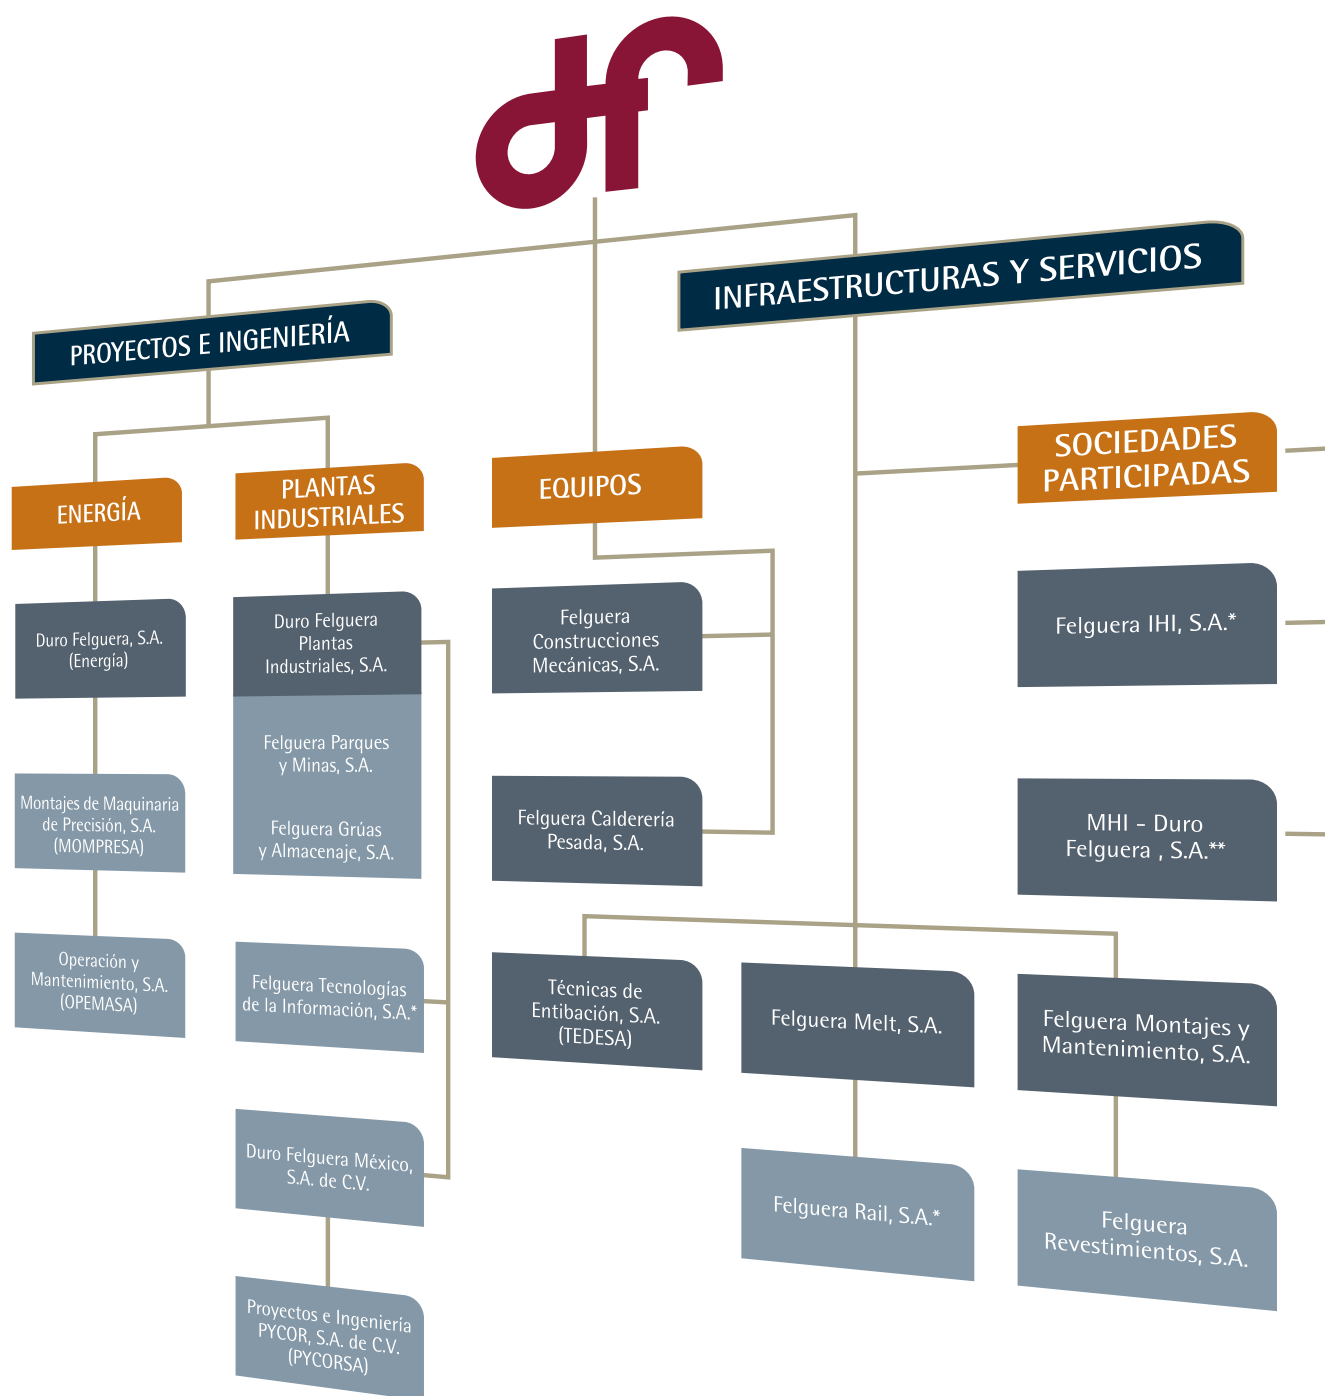 df
INFRAESTRUCTURAS Y SERVICIOS
PROYECTOS E INGENIERÍA
SOCIEDADES
PARTICIPADAS
ENERGÍA
PLANTAS
INDUSTRIALES
EQUIPOS
Duro Felguera, S.A.
(Energía)
Montajes de Maquinaria
de Precisión, S.A.
(MOMPRESA)
Operación y
Mantenimiento, S.A.
(OPEMASA)
Duro Felguera
Plantas
Industriales, S.A.
Felguera Parques
y Minas, S.A.
Felguera Grúas
y Almacenaje, S.A.
Felguera Tecnologías
de la Información, S.A.*
Duro Felguera México,
S.A. de C.V.
Proyectos e Ingeniería
PYCOR, S.A. de C.V.
(PYCORSA)
Felguera
Construcciones
Mecánicas, S.A.
Felguera Calderería
Pesada, S.A.
Felguera IHI, S.A.*
MHI - Duro
Felguera , S.A.**
Técnicas de
Entibación, S.A.
(TEDESA)
Felguera Melt, S.A.
Felguera Rail, S.A.*
Felguera Montajes y
Mantenimiento, S.A.
Felguera
Revestimientos, S.A.